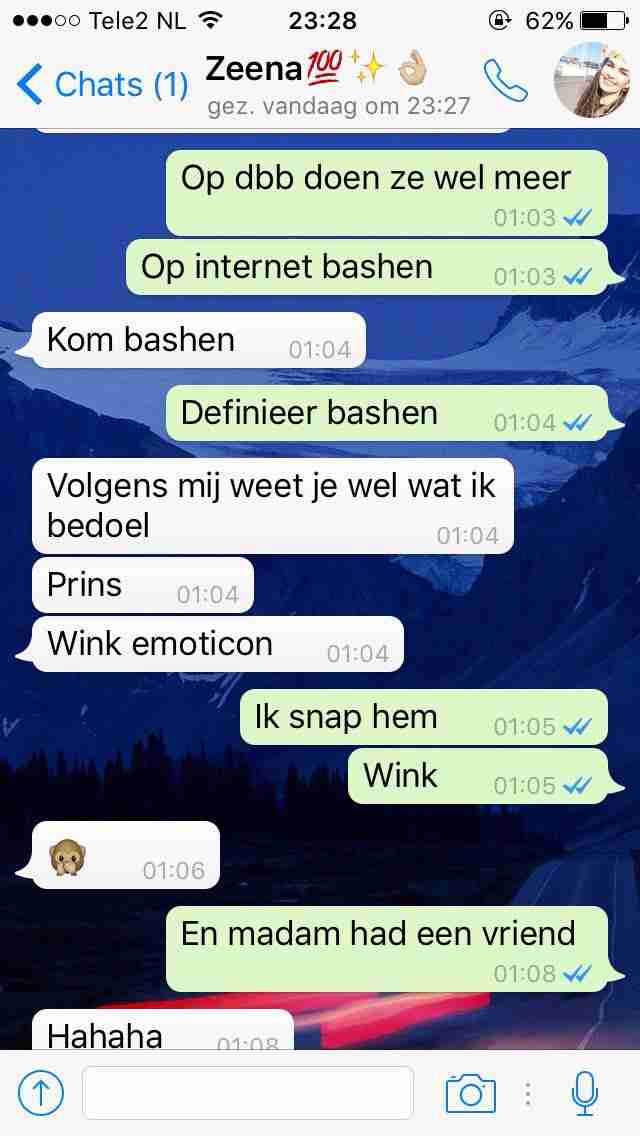 Tele2 NL 23:28 62%
Chats (1) Zeena💯✨👌🏼
gez. vandaag om 23:27
Op dbb doen ze wel meer
01:03
Op internet bashen 01:03
Kom bashen 01:04
Definieer bashen 01:04
Volgens mij weet je wel wat ik
bedoel 01:04
Prins 01:04
Wink emoticon 01:04
Ik snap hem 01:05
Wink 01:05
🙊 01:06
En madam had een vriend
01:08
Hahaha 01:08